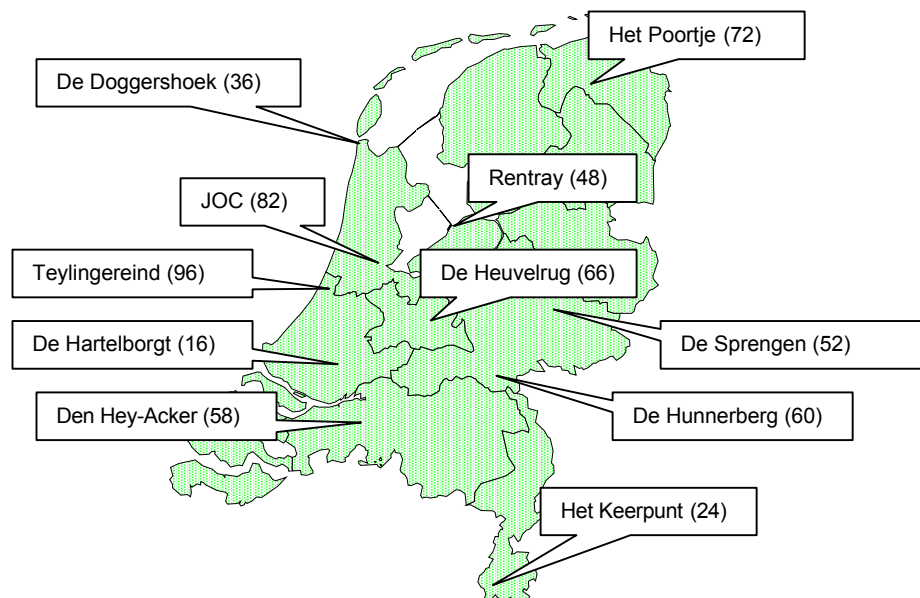 Het Poortje (72)
De Doggershoek (36)
Rentray (48)
JOC (82)
Teylingereind (96)
De Heuvelrug (66)
De Hartelborgt (16)
De Sprengen (52)
Den Hey-Acker (58)
De Hunnerberg (60)
Het Keerpunt (24)